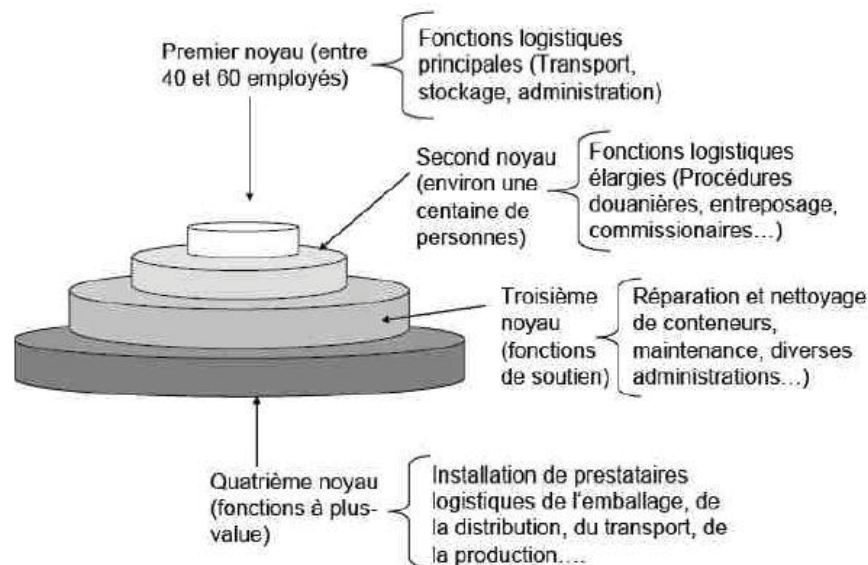 Premier noyau (entre
40 et 60 employés)
Fonctions logistiques
principales (Transport,
stockage, administration)
Second noyau
(environ une
centaine de
personnes)
Fonctions logistiques
élargies (Procédures
douanières, entreposage,
commissionaires…)
Troisième
noyau
(fonctions
de soutien)
Réparation et nettoyage
de conteneurs,
maintenance, diverses
administrations…)
Quatrième noyau
(fonctions à plus-
value)
Installation de prestataires
logistiques de l'emballage, de
la distribution, du transport, de
la production….